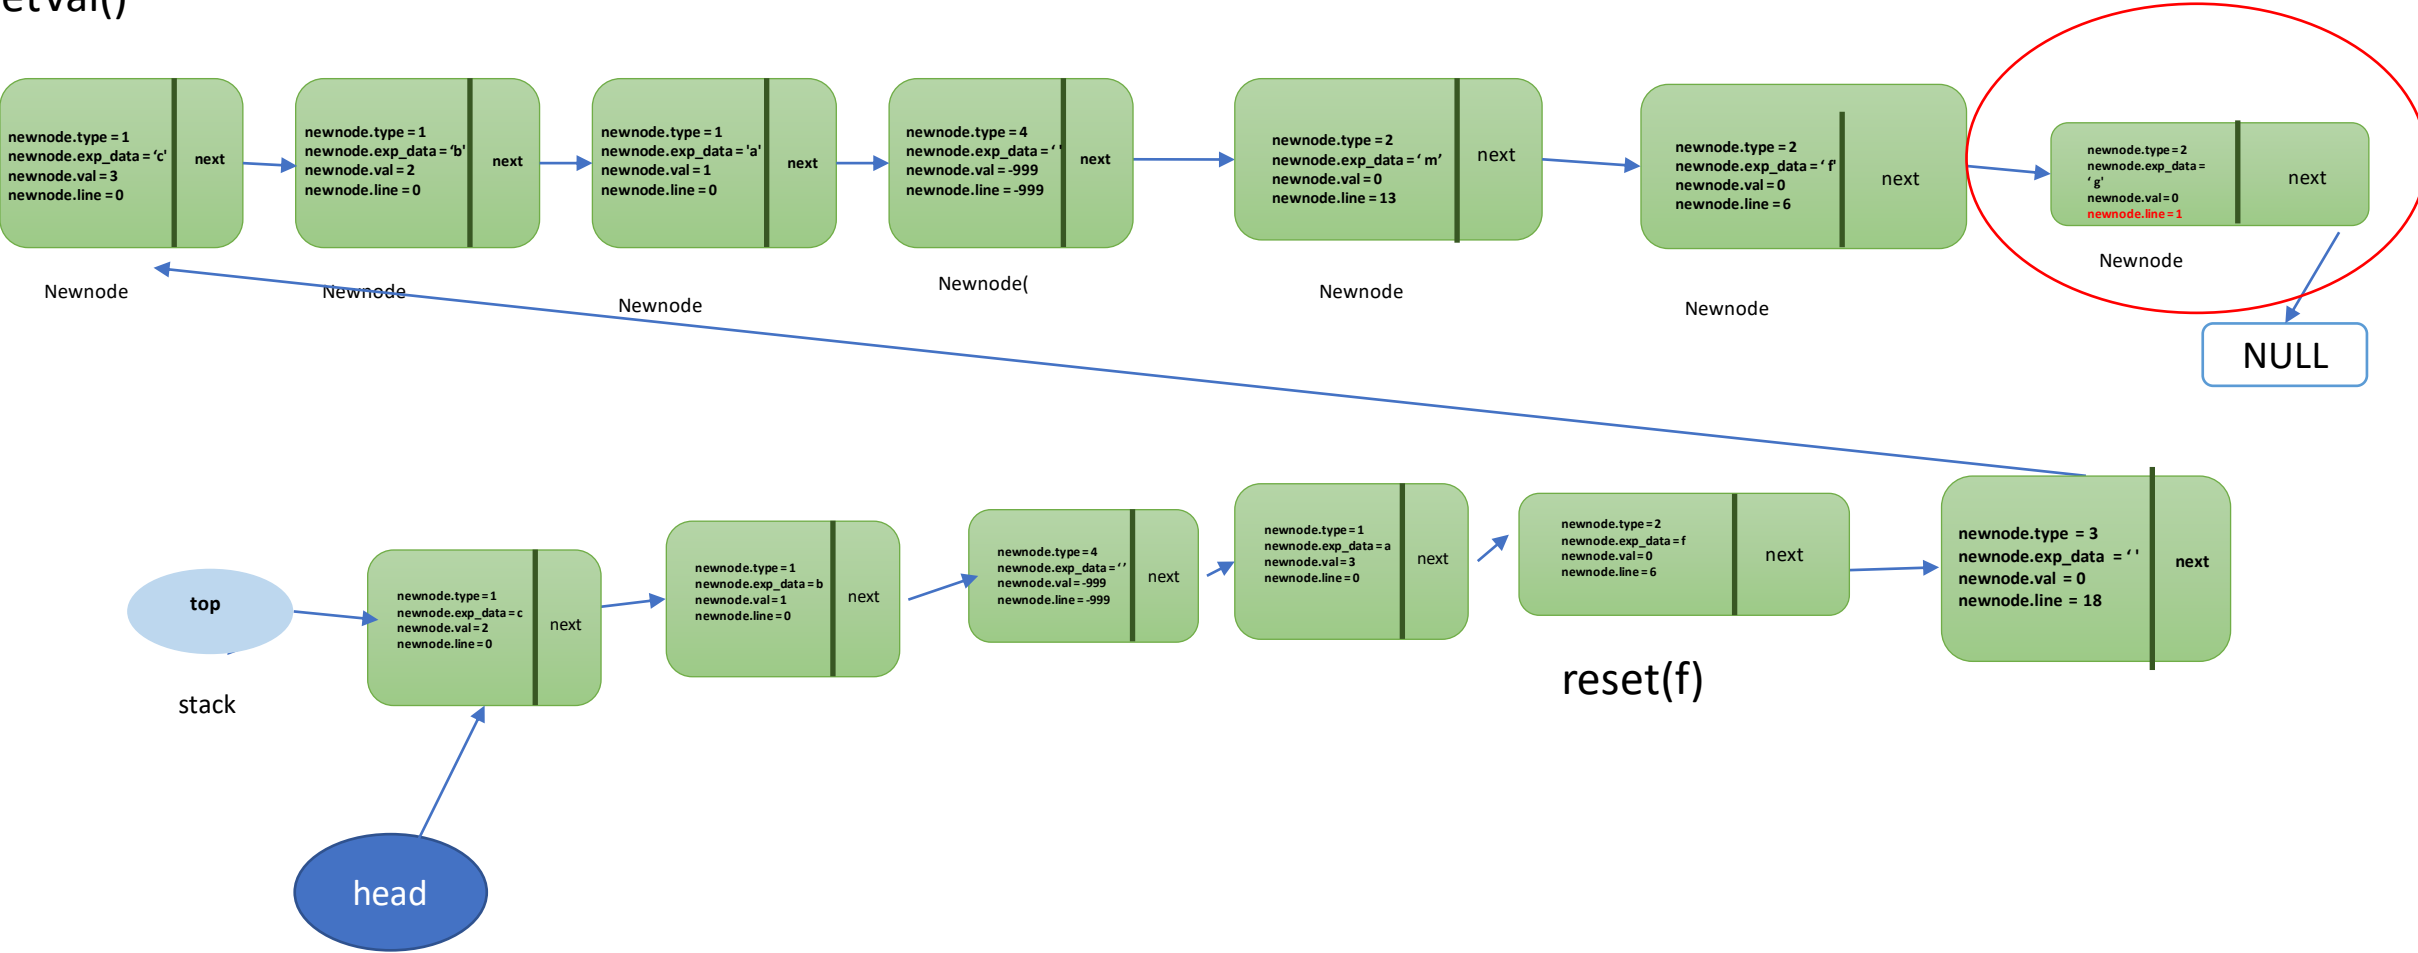 etval()
newnode.type = 1
newnode.exp_data = ‘c'
newnode.val = 3
newnode.line = 0
next
newnode.type = 1
newnode.exp_data = ‘b'
newnode.val = 2
newnode.line = 0
next
newnode.type = 1
newnode.exp_data = 'a'
newnode.val = 1
newnode.line = 0
next
newnode.type = 4
newnode.exp_data = ‘ '
newnode.val = -999
newnode.line = -999
next
newnode.type = 2
newnode.exp_data = ‘ m’
newnode.val = 0
newnode.line = 13
next
newnode.type = 2
newnode.exp_data = ‘ f'
newnode.val = 0
newnode.line = 6
next
newnode.type = 2
newnode.exp_data =
‘ g'
newnode.val = 0
newnode.line = 1
next
Newnode
Newnode
Newnode
Newnode(
Newnode
Newnode
Newnode
NULL
top
stack
newnode.type = 1
newnode.exp_data = c
newnode.val = 2
newnode.line = 0
next
newnode.type = 1
newnode.exp_data = b
newnode.val = 1
newnode.line = 0
next
newnode.type = 4
newnode.exp_data = ‘ ’
newnode.val = -999
newnode.line = -999
next
newnode.type = 1
newnode.exp_data = a
newnode.val = 3
newnode.line = 0
next
newnode.type = 2
newnode.exp_data = f
newnode.val = 0
newnode.line = 6
next
newnode.type = 3
newnode.exp_data = ‘ '
newnode.val = 0
newnode.line = 18
next
reset(f)
head